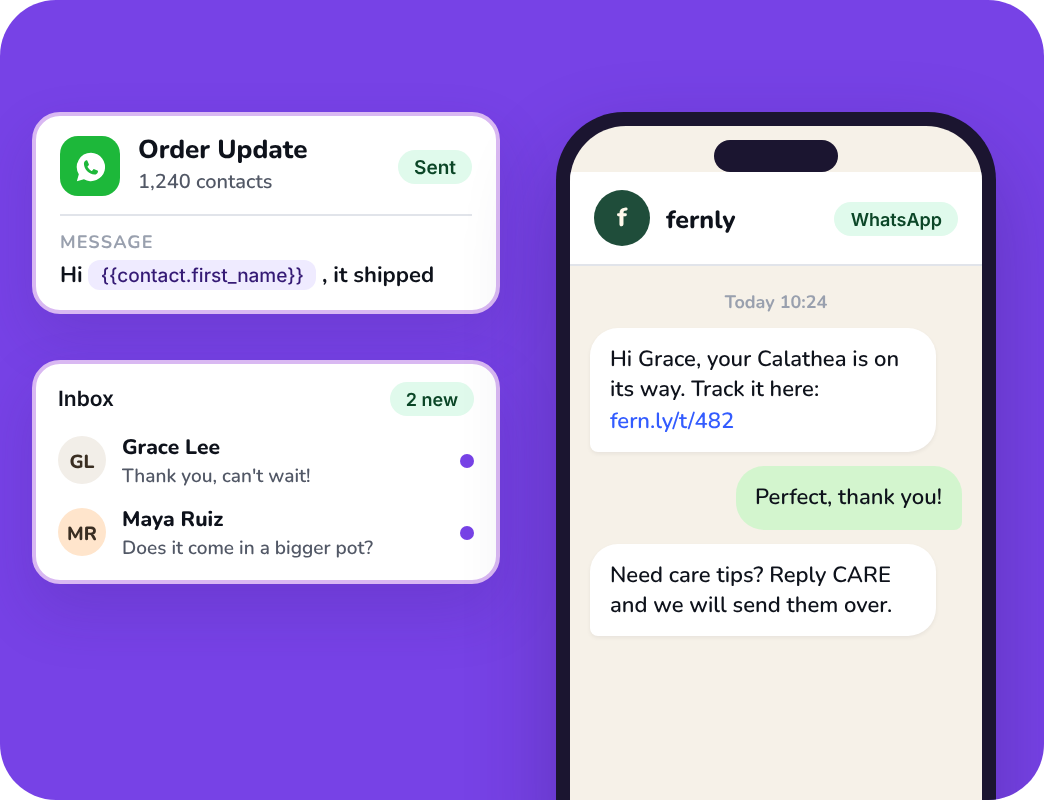 Order Update
1,240 contacts
Sent
MESSAGE
Hi {{contact.first_name}} , it shipped
Inbox
2 new
GL
Grace Lee
Thank you, can't wait!
MR
Maya Ruiz
Does it come in a bigger pot?
f
fernly
WhatsApp
Today 10:24
Hi Grace, your Calathea is on
its way. Track it here:
fern.ly/t/482
Perfect, thank you!
Need care tips? Reply CARE
and we will send them over.